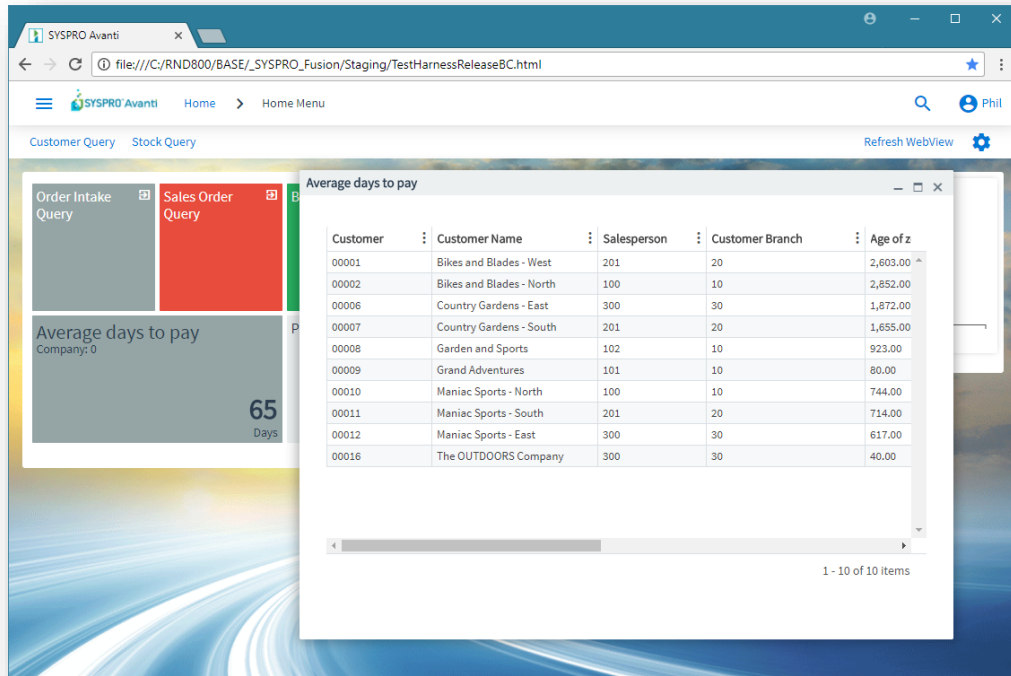 SYSPRO Avanti
file:///C:/RND800/BASE/_SYSPRO_Fusion/Staging/TestHarnessReleaseBC.html
SYSPRO Avanti Home Home Menu Phil
Customer Query Stock Query Refresh WebView
Order Intake
Query
Sales Order
Query
B
Average days to pay
Company: 0
65
Days
P
Average days to pay
Customer Customer Name Salesperson Customer Branch Age of z
00001 Bikes and Blades - West 201 20 2,603.00
00002 Bikes and Blades - North 100 10 2,852.00
00006 Country Gardens - East 300 30 1,872.00
00007 Country Gardens - South 201 20 1,655.00
00008 Garden and Sports 102 10 923.00
00009 Grand Adventures 101 10 80.00
00010 Maniac Sports - North 100 10 744.00
00011 Maniac Sports - South 201 20 714.00
00012 Maniac Sports - East 300 30 617.00
00016 The OUTDOORS Company 300 30 40.00
1 - 10 of 10 items